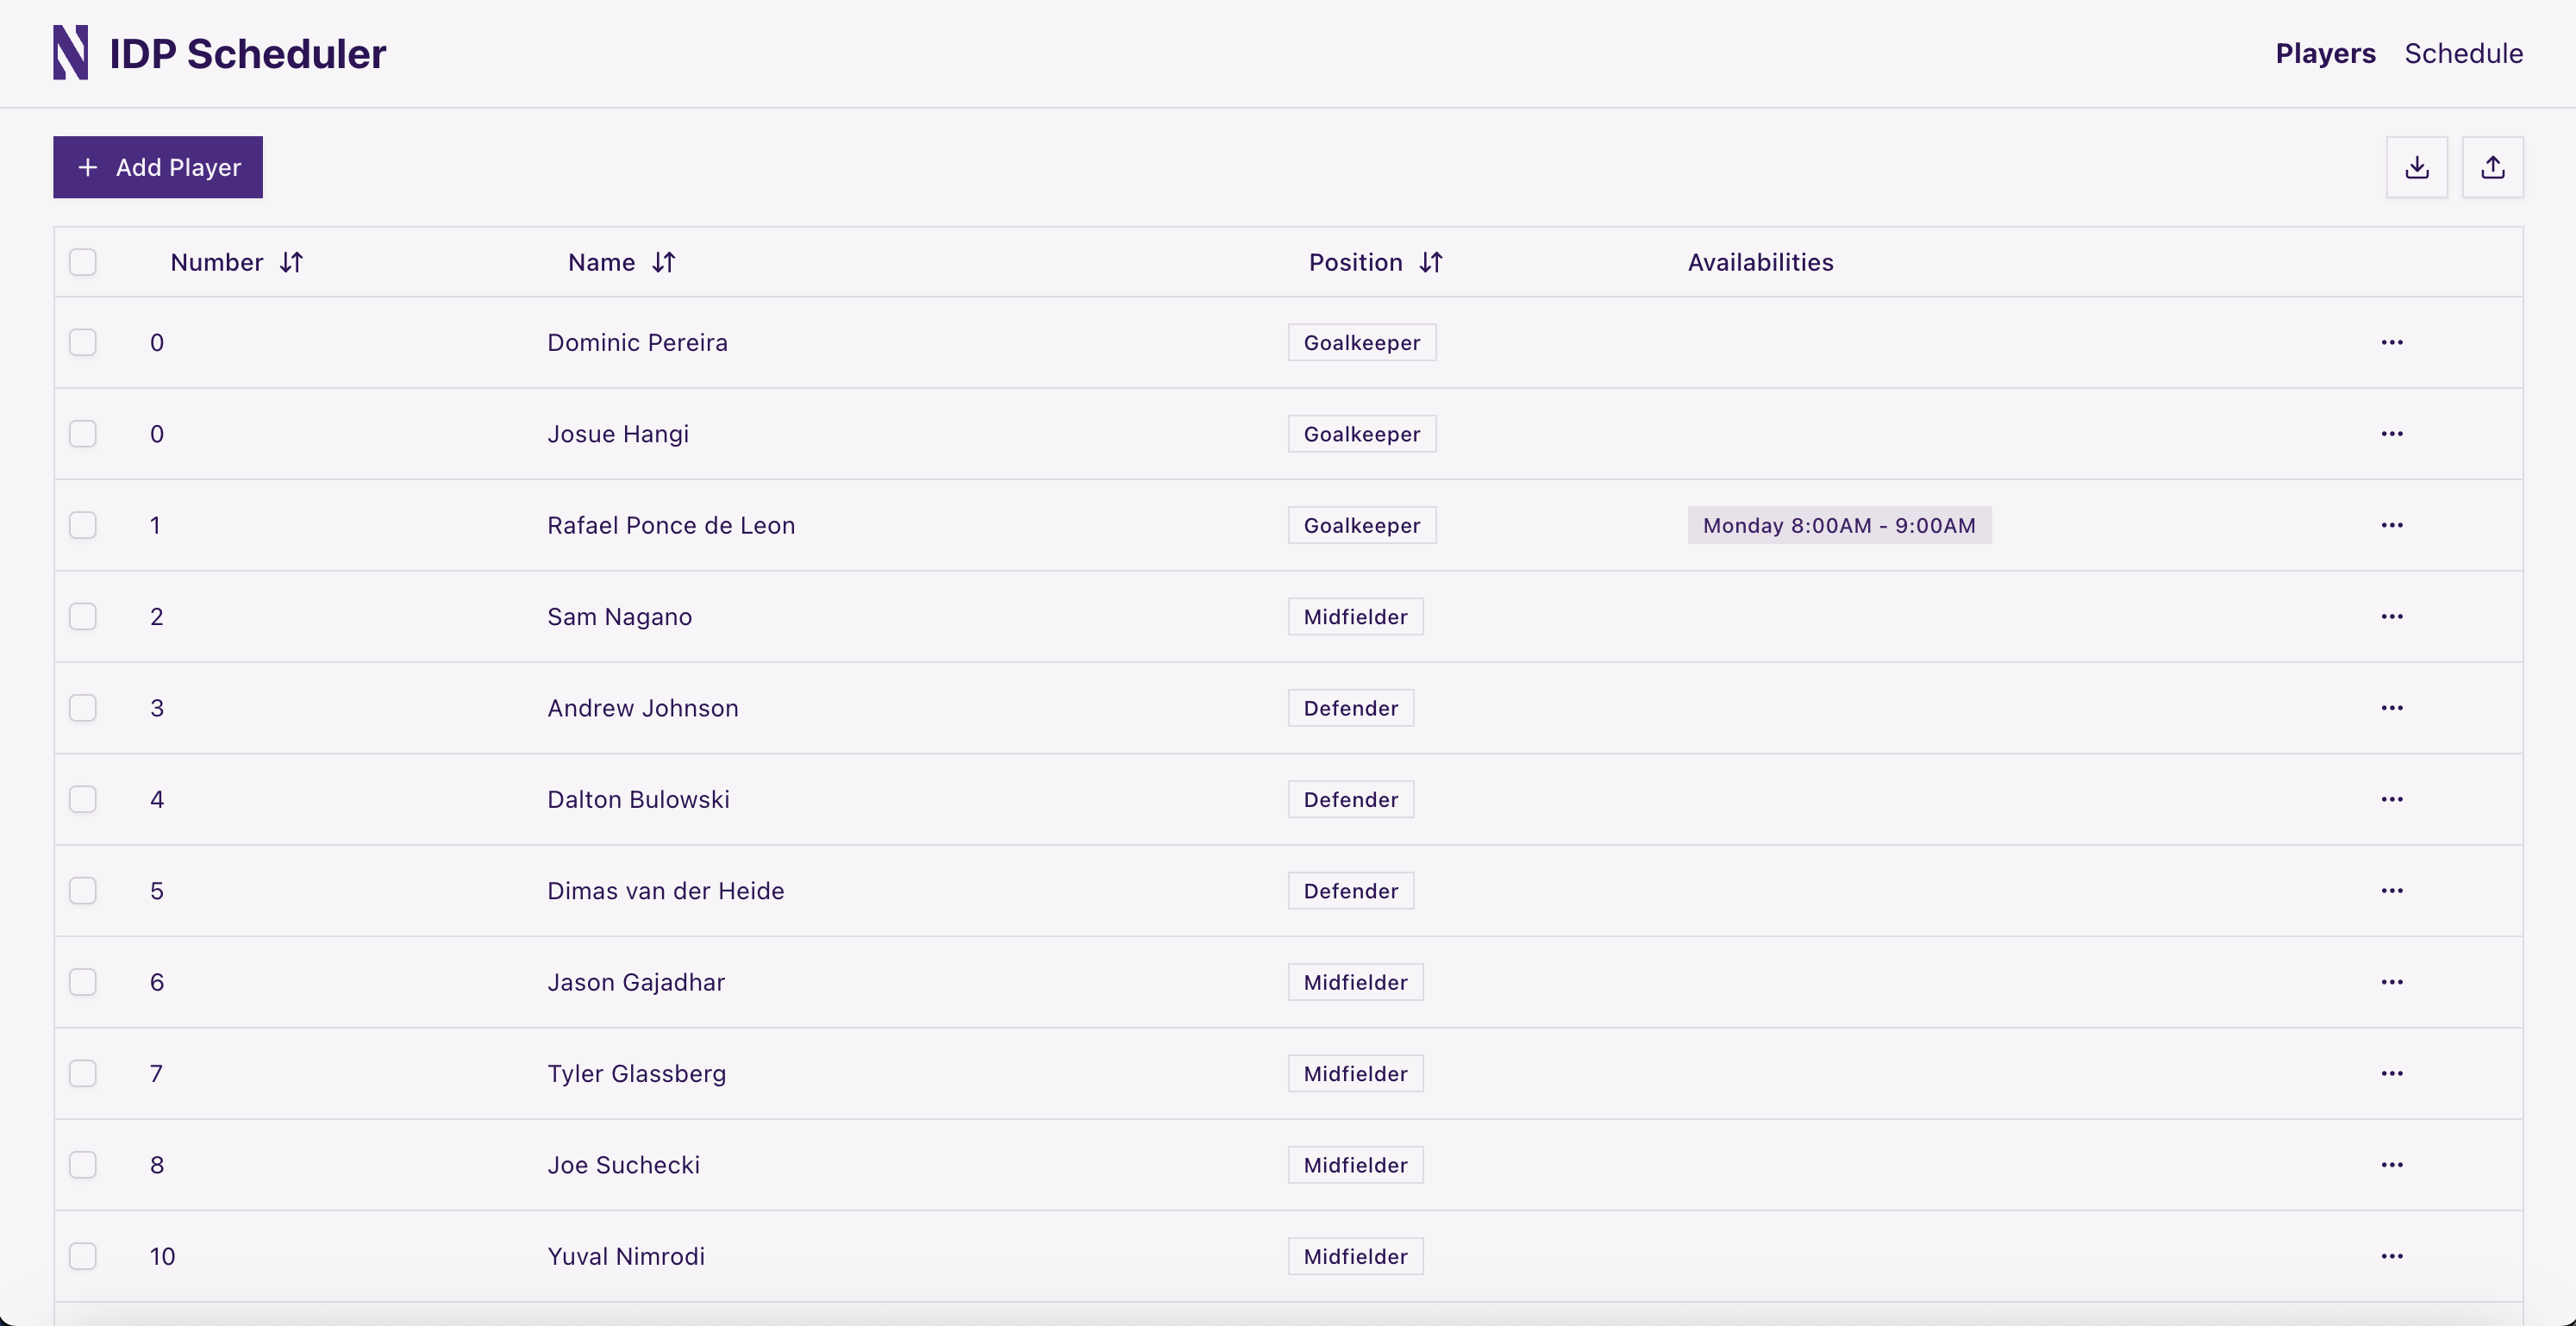 N IDP Scheduler Players Schedule
+ Add Player
Number Name Position Availabilities
0 Dominic Pereira Goalkeeper
0 Josue Hangi Goalkeeper
1 Rafael Ponce de Leon Goalkeeper Monday 8:00AM - 9:00AM
2 Sam Nagano Midfielder
3 Andrew Johnson Defender
4 Dalton Bulowski Defender
5 Dimas van der Heide Defender
6 Jason Gajadhar Midfielder
7 Tyler Glassberg Midfielder
8 Joe Suchecki Midfielder
10 Yuval Nimrodi Midfielder